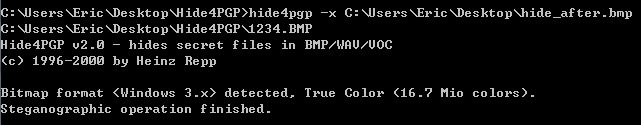 C:\Users\Eric\Desktop\Hide4PGP>hide4pgp -x C:\Users\Eric\Desktop\hide_after.bmp
C:\Users\Eric\Desktop\Hide4PGP\1234.BMP
Hide4PGP v2.0 - hides secret files in BMP/WAV/VOC
(c) 1996-2000 by Heinz Repp
Bitmap format <Windows 3.x> detected, True Color (16.7 Mio colors).
Steganographic operation finished.